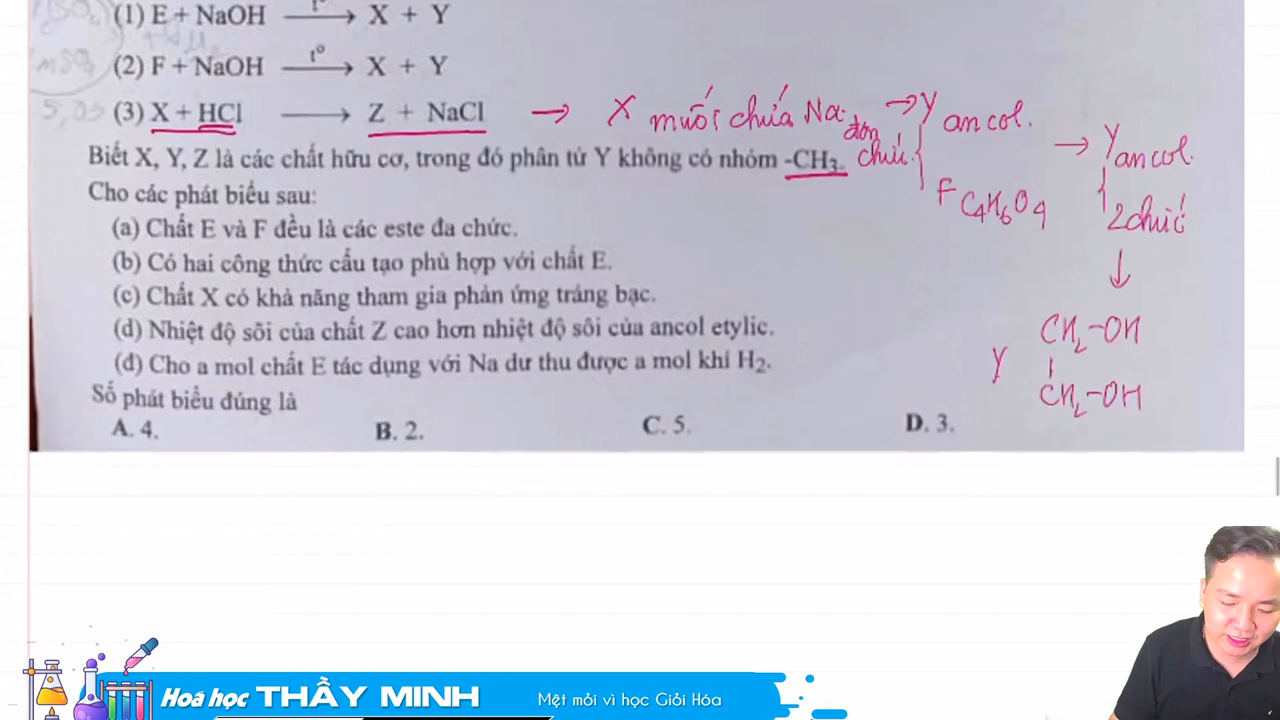 (1) E + NaOH → X + Y
(2) F + NaOH —t°→ X + Y
(3) X + HCl → Z + NaCl → X muối chứa Na: đơn chức → Y ancol. F C4H6O4 → Y ancol 2 chức ↓
Biết X, Y, Z là các chất hữu cơ, trong đó phân tử Y không có nhóm -CH3.
Cho các phát biểu sau:
(a) Chất E và F đều là các este đa chức.
(b) Có hai công thức cấu tạo phù hợp với chất E.
(c) Chất X có khả năng tham gia phản ứng tráng bạc.
(d) Nhiệt độ sôi của chất Z cao hơn nhiệt độ sôi của ancol etylic.
(đ) Cho a mol chất E tác dụng với Na dư thu được a mol khí H2.
Y CH2-OH
CH2-OH
Số phát biểu đúng là
A. 4. B. 2. C. 5. D. 3.
Hoá học THẦY MINH Mệt mỏi vì học Giỏi Hóa